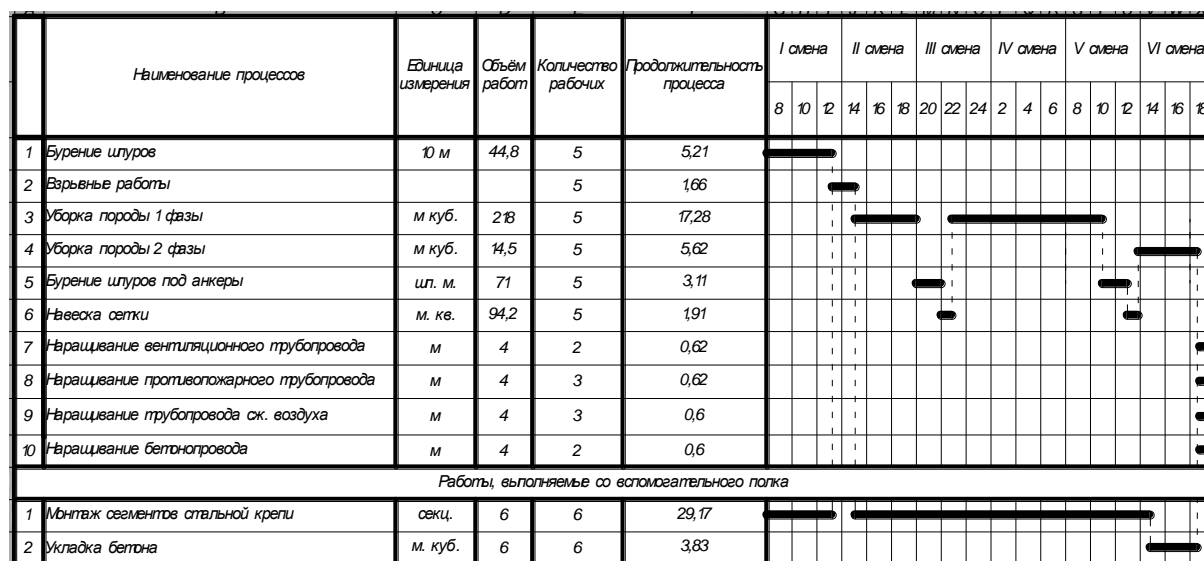 Наименование процессов
Единица измерения
Объём работ
Количество рабочих
Продолжительность процесса
I смена II смена III смена IV смена V смена VI смена
8 10 12 14 16 18 20 22 24 2 4 6 8 10 12 14 16 18
1 Бурение шпуров 10 м 44,8 5 5,21
2 Взрывные работы 5 1,66
3 Уборка породы 1 фазы м куб. 218 5 17,28
4 Уборка породы 2 фазы м куб. 14,5 5 5,62
5 Бурение шпуров под анкеры шп. м. 71 5 3,11
6 Навеска сетки м. кв. 94,2 5 1,91
7 Наращивание вентиляционного трубопровода м 4 2 0,62
8 Наращивание противопожарного трубопровода м 4 3 0,62
9 Наращивание трубопровода сж. воздуха м 4 3 0,6
10 Наращивание бетонопровода м 4 2 0,6
Работы, выполняемые со вспомогательного полка
1 Монтаж сегментов стальной крепи секц. 6 6 29,17
2 Укладка бетона м. куб. 6 6 3,83